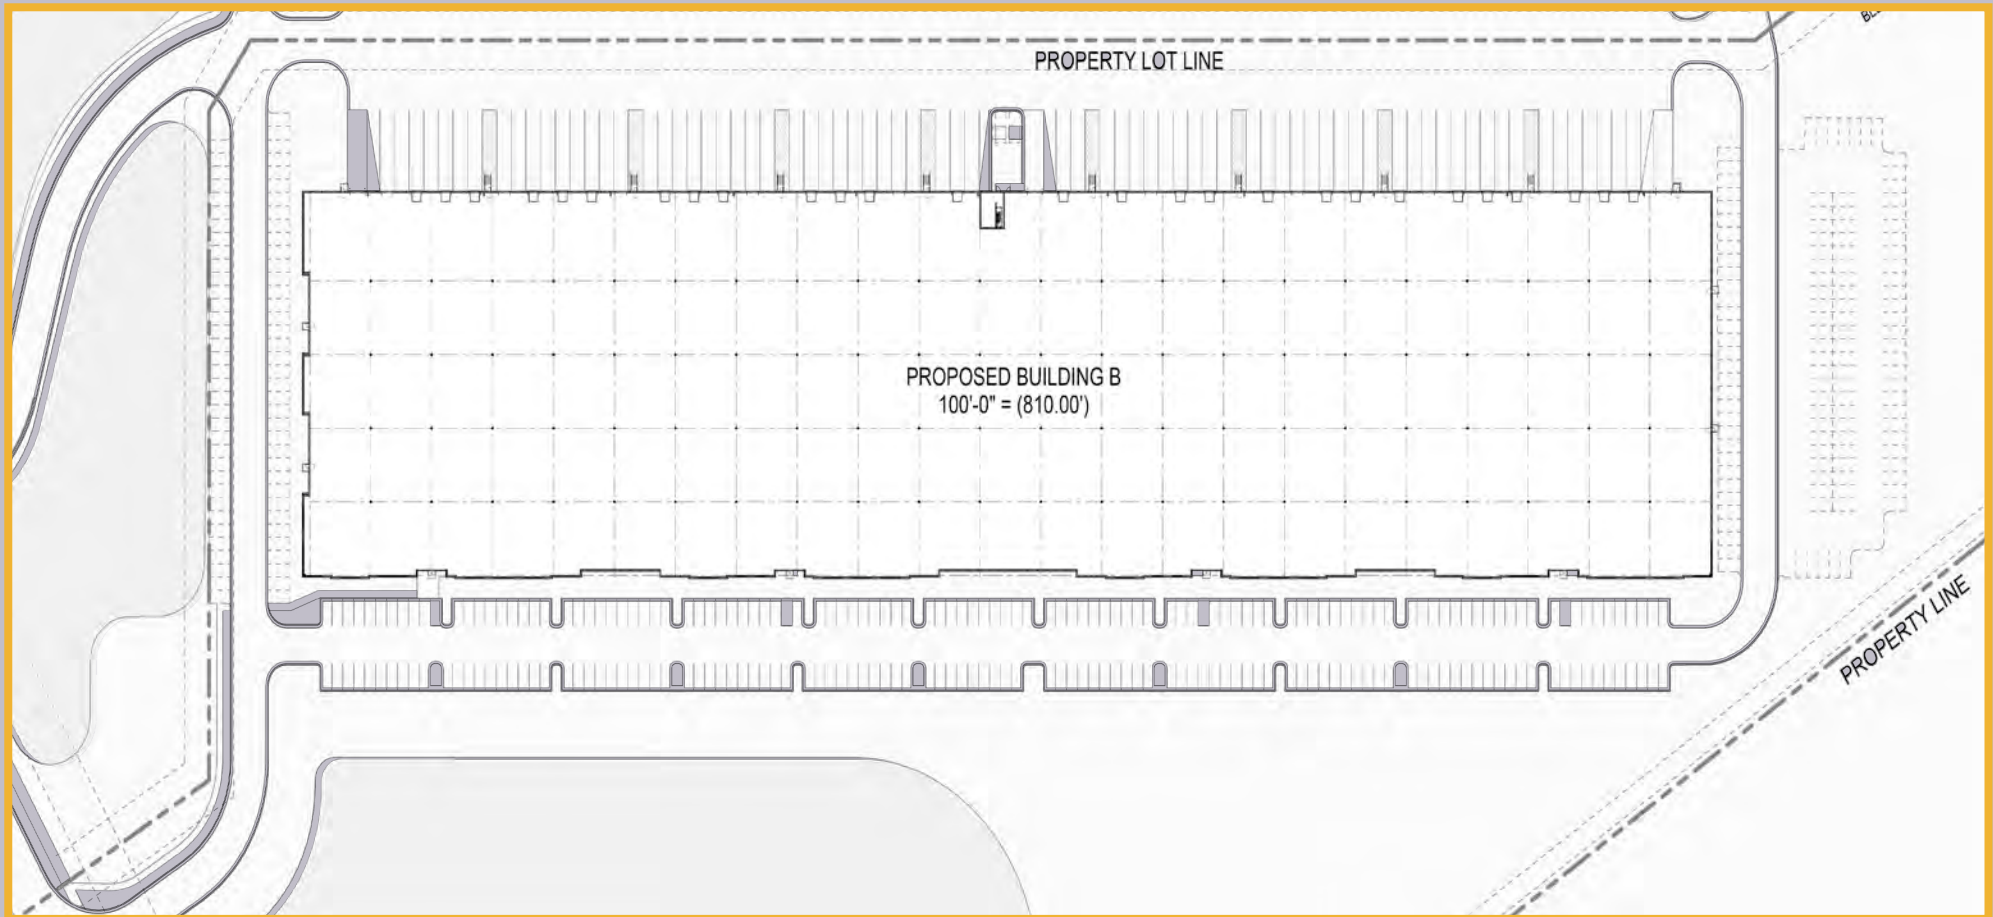 PROPERTY LOT LINE
PROPOSED BUILDING B
100'-0" = (810.00')
PROPERTY LINE